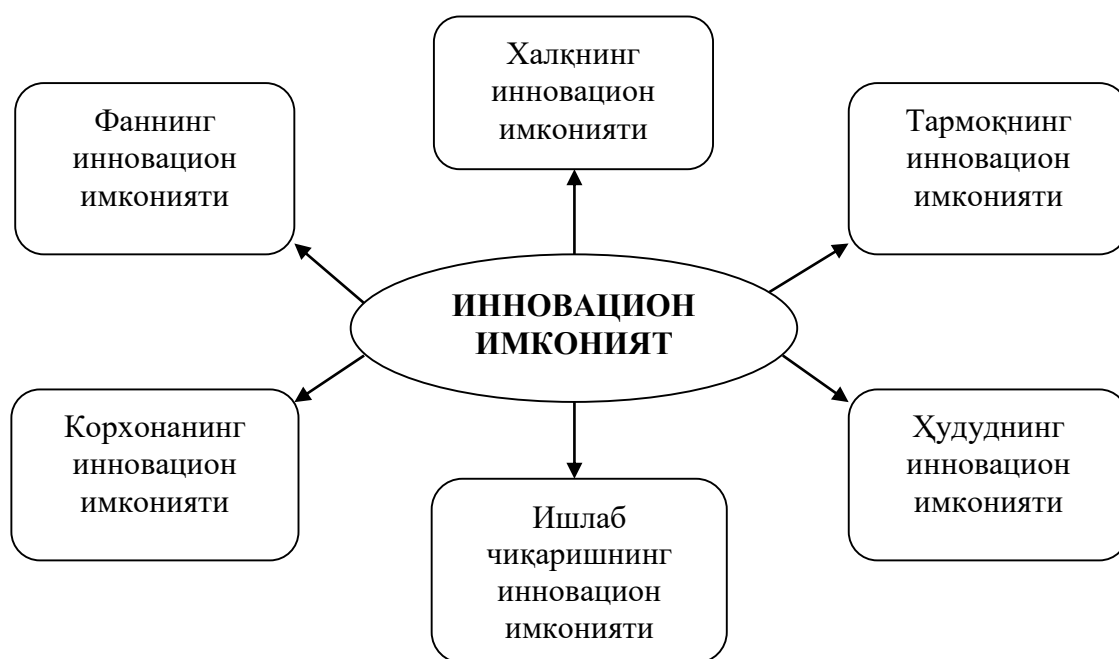 Халқнинг
инновацион
имконияти
Фаннинг
инновацион
имконияти
Тармоқнинг
инновацион
имконияти
ИННОВАЦИОН
ИМКОНИЯТ
Корхонанинг
инновацион
имконияти
Ҳудуднинг
инновацион
имконияти
Ишлаб
чиқаришнинг
инновацион
имконияти